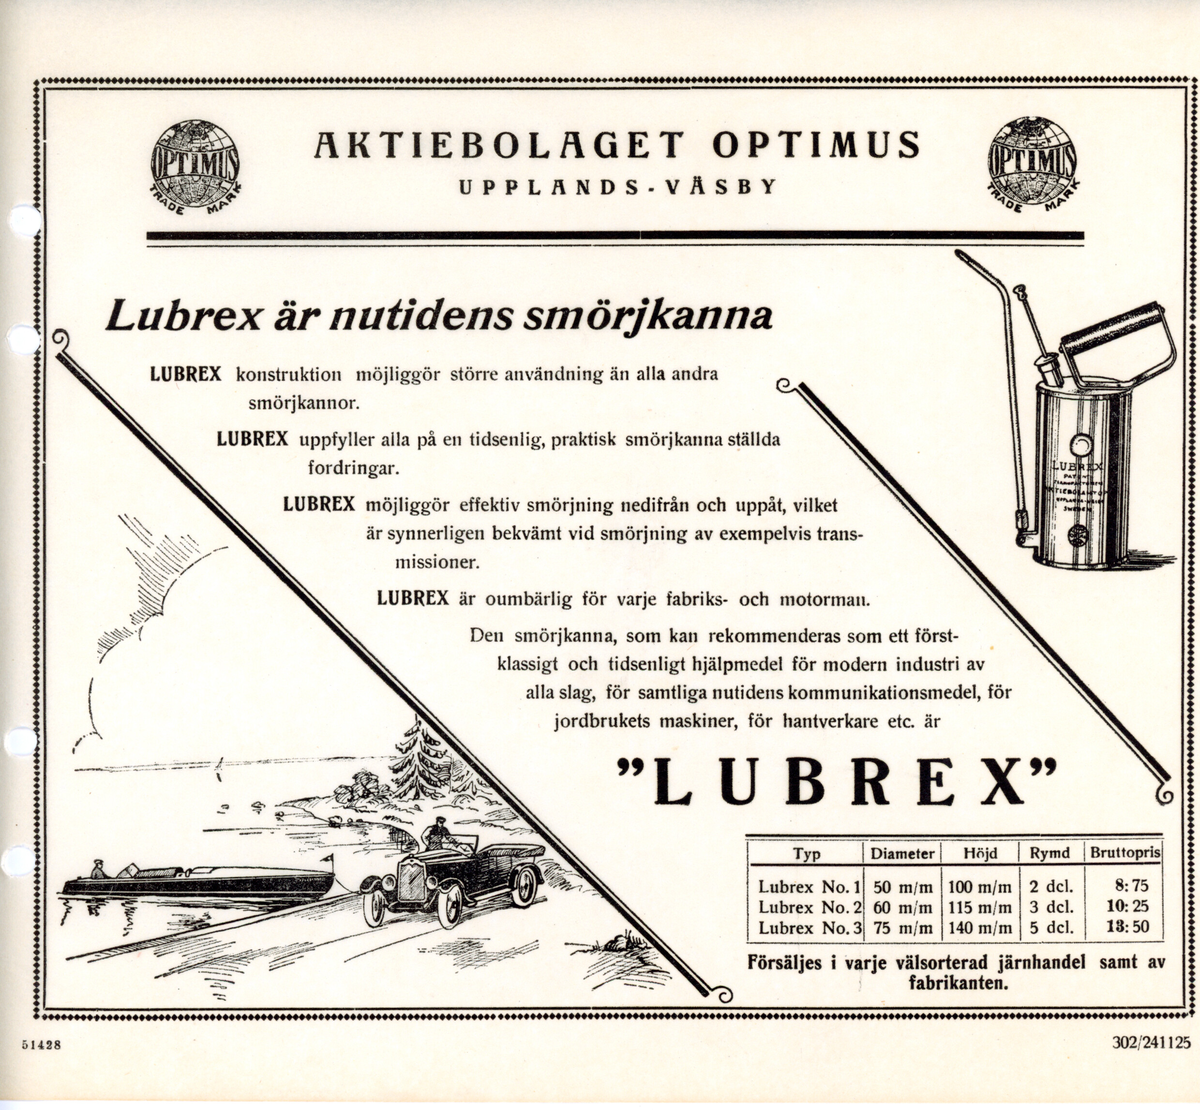 OPTIMUS
TRADE MARK
AKTIEBOLAGET OPTIMUS
UPPLANDS-VÄSBY
OPTIMUS
TRADE MARK
Lubrex är nutidens smörjkanna
LUBREX konstruktion möjliggör större användning än alla andra
smörjkannor.
LUBREX uppfyller alla på en tidsenlig, praktisk smörjkanna ställda
fordringar.
LUBREX möjliggör effektiv smörjning nedifrån och uppåt, vilket
är synnerligen bekvämt vid smörjning av exempelvis trans-
missioner.
LUBREX är oumbärlig för varje fabriks- och motorman.
Den smörjkanna, som kan rekommenderas som ett först-
klassigt och tidsenligt hjälpmedel för modern industri av
alla slag, för samtliga nutidens kommunikationsmedel, för
jordbrukets maskiner, för hantverkare etc. är
"LUBREX"
LUBREX
SWEDEN
Typ Diameter Höjd Rymd Bruttopris
Lubrex No. 1 50 m/m 100 m/m 2 dcl. 8:75
Lubrex No. 2 60 m/m 115 m/m 3 dcl. 10:25
Lubrex No. 3 75 m/m 140 m/m 5 dcl. 13:50
Försäljes i varje välsorterad järnhandel samt av
fabrikanten.
51428
302/241125